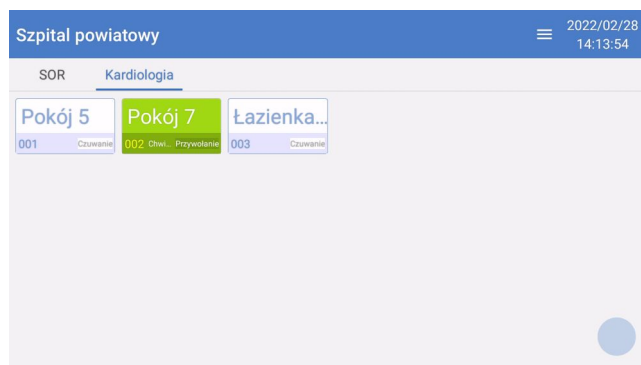 Szpital powiatowy
2022/02/28
14:13:54
SOR Kardiologia
Pokój 5 Pokój 7 Łazienka...
001 Czuwanie 002 Chwi... Przywołanie 003 Czuwanie